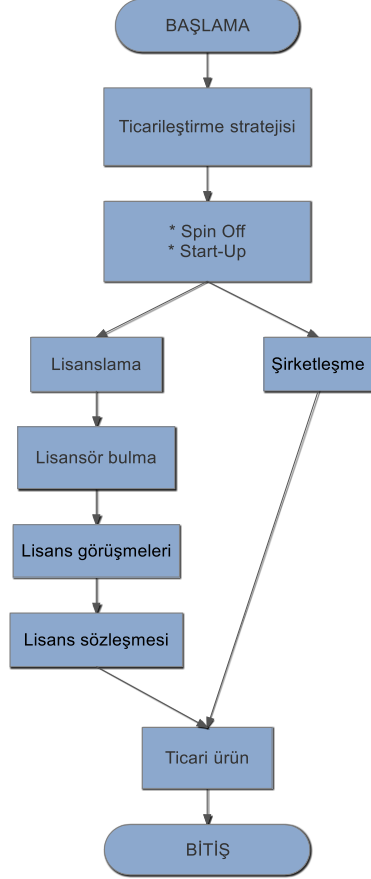 BAŞLAMA
Ticarileştirme stratejisi
* Spin Off
* Start-Up
Lisanslama
Şirketleşme
Lisansör bulma
Lisans görüşmeleri
Lisans sözleşmesi
Ticari ürün
BİTİŞ